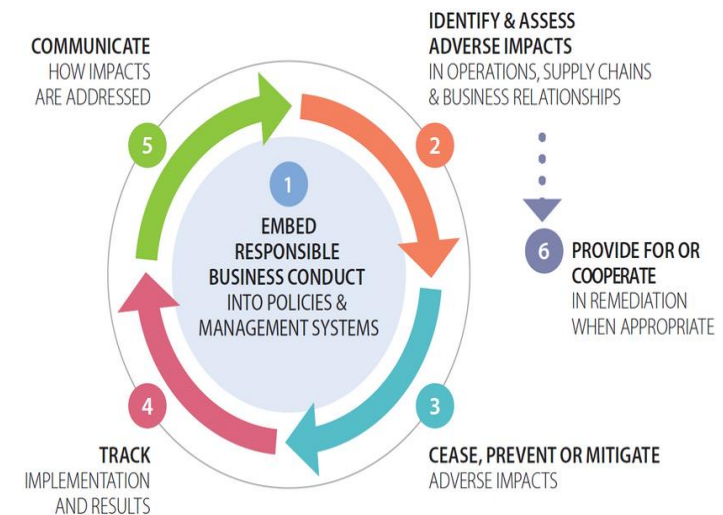 1
EMBED
RESPONSIBLE
BUSINESS CONDUCT
INTO POLICIES &
MANAGEMENT SYSTEMS
2
IDENTIFY & ASSESS
ADVERSE IMPACTS
IN OPERATIONS, SUPPLY CHAINS
& BUSINESS RELATIONSHIPS
3
CEASE, PREVENT OR MITIGATE
ADVERSE IMPACTS
4
TRACK
IMPLEMENTATION
AND RESULTS
5
COMMUNICATE
HOW IMPACTS
ARE ADDRESSED
6
PROVIDE FOR OR
COOPERATE
IN REMEDIATION
WHEN APPROPRIATE